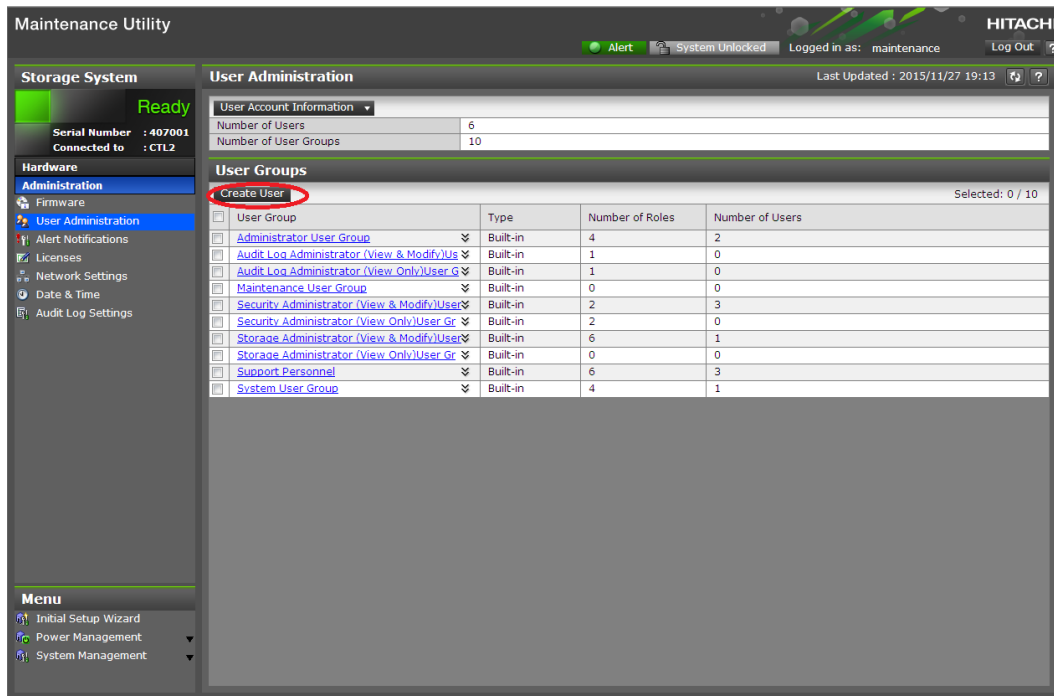 Maintenance Utility
HITACHI
Alert
System Unlocked
Logged in as: maintenance
Log Out
?
Storage System
Ready
Serial Number : 407001
Connected to : CTL2
Hardware
Administration
Firmware
User Administration
Alert Notifications
Licenses
Network Settings
Date & Time
Audit Log Settings
Menu
Initial Setup Wizard
Power Management
System Management
User Administration
Last Updated : 2015/11/27 19:13
?
User Account Information
Number of Users 6
Number of User Groups 10
User Groups
Create User
Selected: 0 / 10
User Group Type Number of Roles Number of Users
Administrator User Group Built-in 4 2
Audit Log Administrator (View & Modify)Us Built-in 1 0
Audit Log Administrator (View Only)User G Built-in 1 0
Maintenance User Group Built-in 0 0
Security Administrator (View & Modify)User Built-in 2 3
Security Administrator (View Only)User Gr Built-in 2 0
Storage Administrator (View & Modify)User Built-in 6 1
Storage Administrator (View Only)User Gr Built-in 0 0
Support Personnel Built-in 6 3
System User Group Built-in 4 1